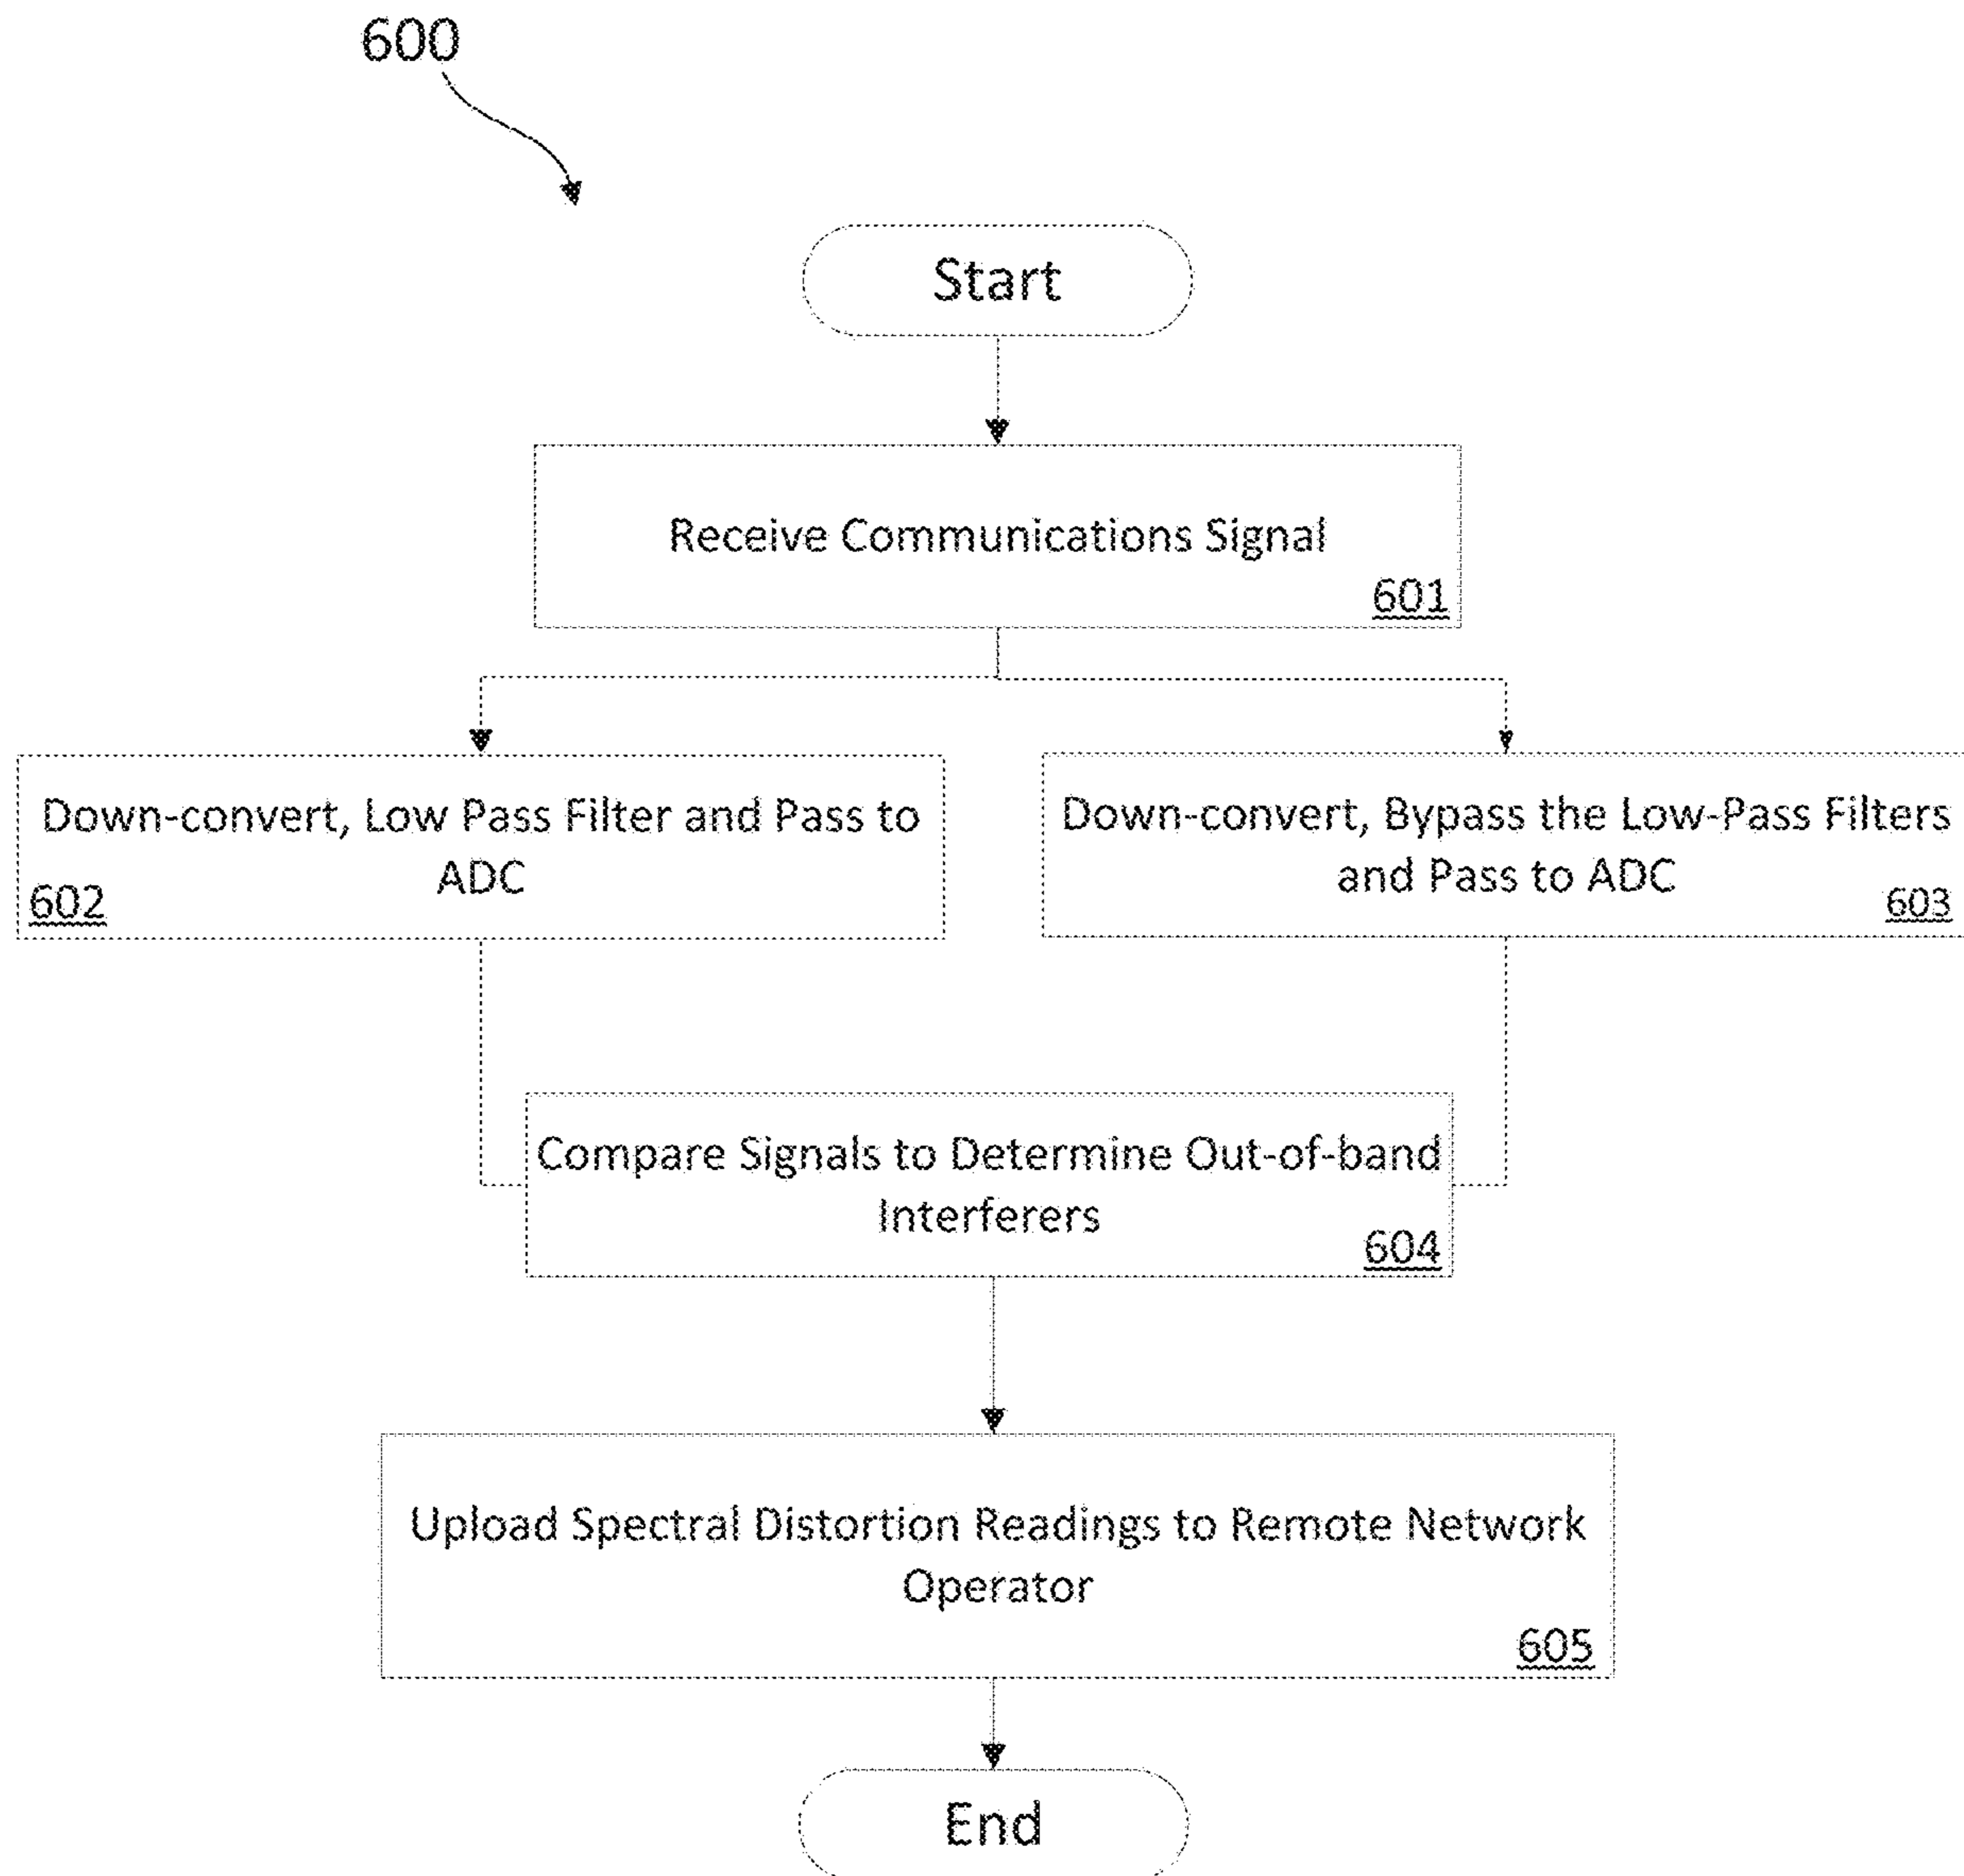 600
Start
Receive Communications Signal
601
Down-convert, Low Pass Filter and Pass to
ADC
602
Down-convert, Bypass the Low-Pass Filters
and Pass to ADC
603
Compare Signals to Determine Out-of-band
Interferers
604
Upload Spectral Distortion Readings to Remote Network
Operator
605
End